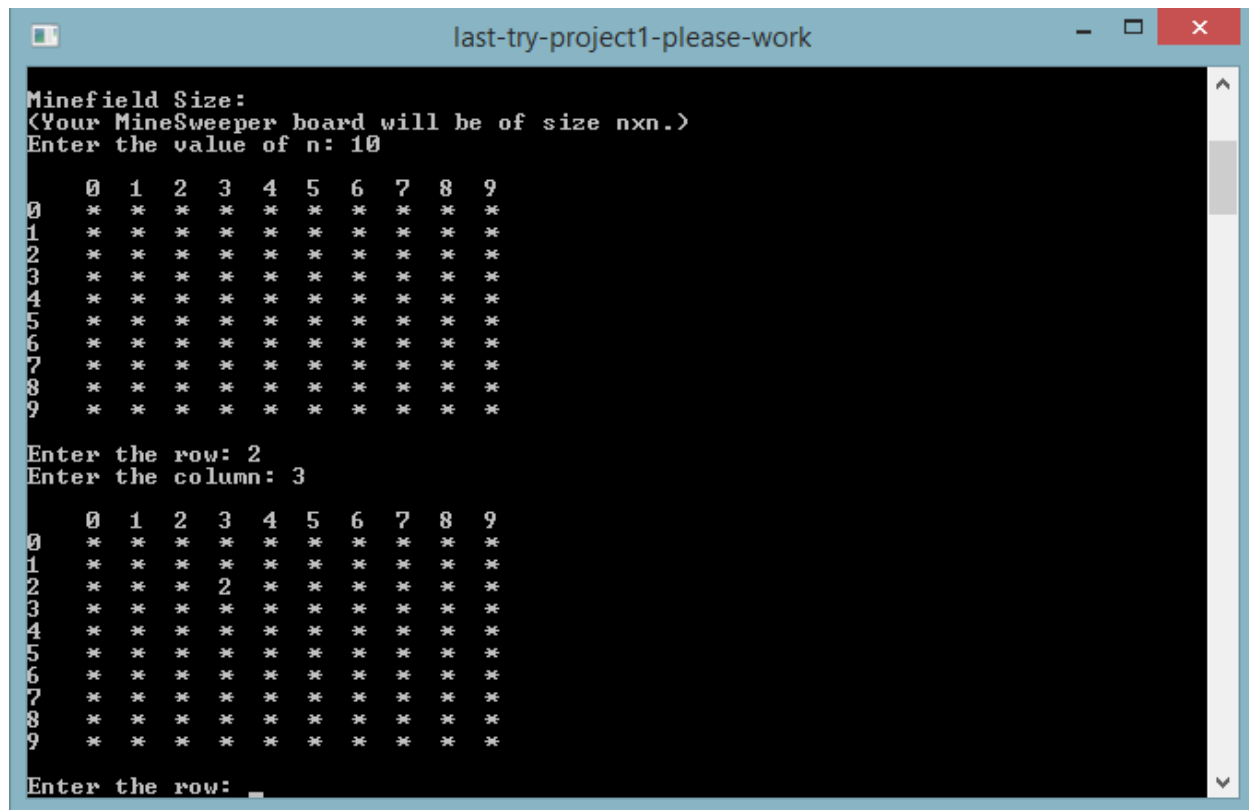 last-try-project1-please-work
Minefield Size:
(Your MineSweeper board will be of size nxn.)
Enter the value of n: 10
    0  1  2  3  4  5  6  7  8  9
0   *  *  *  *  *  *  *  *  *  *
1   *  *  *  *  *  *  *  *  *  *
2   *  *  *  *  *  *  *  *  *  *
3   *  *  *  *  *  *  *  *  *  *
4   *  *  *  *  *  *  *  *  *  *
5   *  *  *  *  *  *  *  *  *  *
6   *  *  *  *  *  *  *  *  *  *
7   *  *  *  *  *  *  *  *  *  *
8   *  *  *  *  *  *  *  *  *  *
9   *  *  *  *  *  *  *  *  *  *
Enter the row: 2
Enter the column: 3
    0  1  2  3  4  5  6  7  8  9
0   *  *  *  *  *  *  *  *  *  *
1   *  *  *  *  *  *  *  *  *  *
2   *  *  *  2  *  *  *  *  *  *
3   *  *  *  *  *  *  *  *  *  *
4   *  *  *  *  *  *  *  *  *  *
5   *  *  *  *  *  *  *  *  *  *
6   *  *  *  *  *  *  *  *  *  *
7   *  *  *  *  *  *  *  *  *  *
8   *  *  *  *  *  *  *  *  *  *
9   *  *  *  *  *  *  *  *  *  *
Enter the row: _